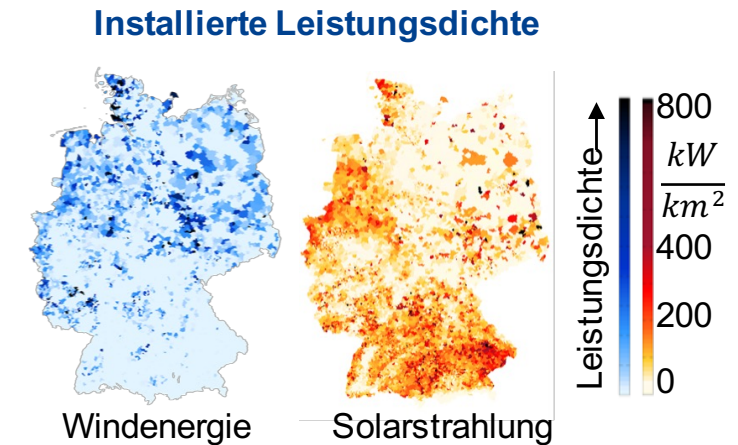 Installierte Leistungsdichte
Leistungsdichte
800
kW
km²
400
200
0
Windenergie
Solarstrahlung